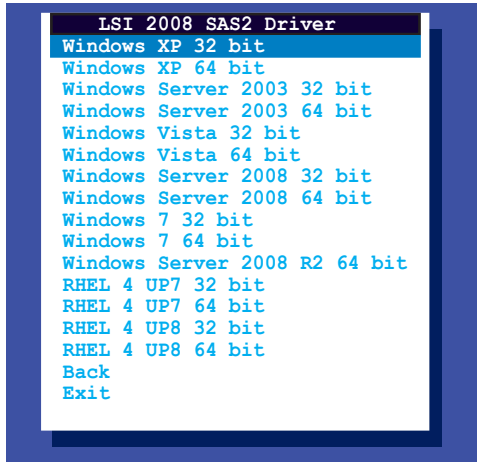 LSI 2008 SAS2 Driver
Windows XP 32 bit
Windows XP 64 bit
Windows Server 2003 32 bit
Windows Server 2003 64 bit
Windows Vista 32 bit
Windows Vista 64 bit
Windows Server 2008 32 bit
Windows Server 2008 64 bit
Windows 7 32 bit
Windows 7 64 bit
Windows Server 2008 R2 64 bit
RHEL 4 UP7 32 bit
RHEL 4 UP7 64 bit
RHEL 4 UP8 32 bit
RHEL 4 UP8 64 bit
Back
Exit